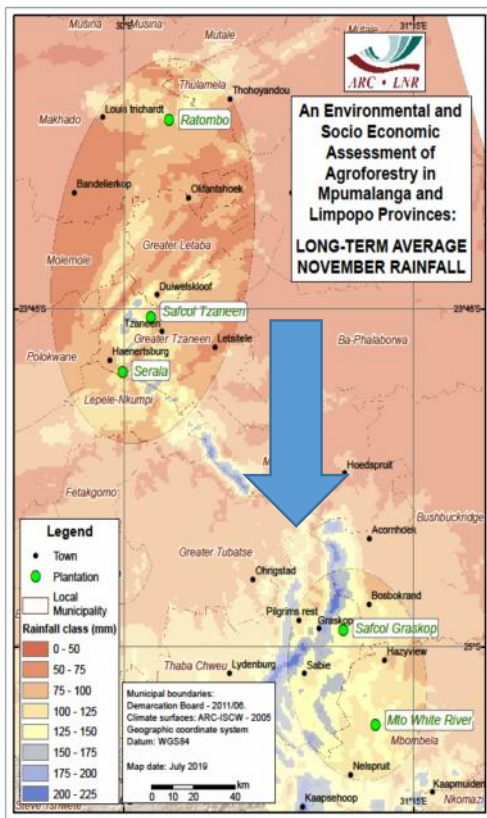 Musina
Musina
30°E
Mutale
Mutale
31°15'E
ARC • LNR
An Environmental and
Socio Economic
Assessment of
Agroforestry in
Mpumalanga and
Limpopo Provinces:
LONG-TERM AVERAGE
NOVEMBER RAINFALL
Thulamela
Thohoyandou
Louis trichardt
Makhado
Ratombo
Bandelierkop
Olifantshoek
Greater Letaba
Molemole
Duiwelskloof
23°45'S
23°45'S
Safcol Tzaneen
Tzaneen
Greater Tzaneen
Letsitele
Ba-Phalaborwa
Polokwane
Haenertsburg
Serala
Lepele-Nkumpi
Hoedspruit
Fetakgomo
Bushbuckridge
Acornhoek
Greater Tubatse
Ohrigstad
Bosbokrand
Pilgrims rest
Graskop
Safcol Graskop
25°S
Hazyview
Thaba Chweu
Lydenburg
Sabie
Mto White River
Mbombela
Nelspruit
Kaapmuiden
Nkomazi
Kaapsehoop
31°15'E
Steve Tshwete
Legend
Town
Plantation
Local
Municipality
Rainfall class (mm)
0 - 50
50 - 75
75 - 100
100 - 125
125 - 150
150 - 175
175 - 200
200 - 225
Municipal boundaries:
Demarcation Board - 2011/06.
Climate surfaces: ARC-ISCW - 2005
Geographic coordinate system
Datum: WGS84
Map date: July 2019
km
0 10 20 40